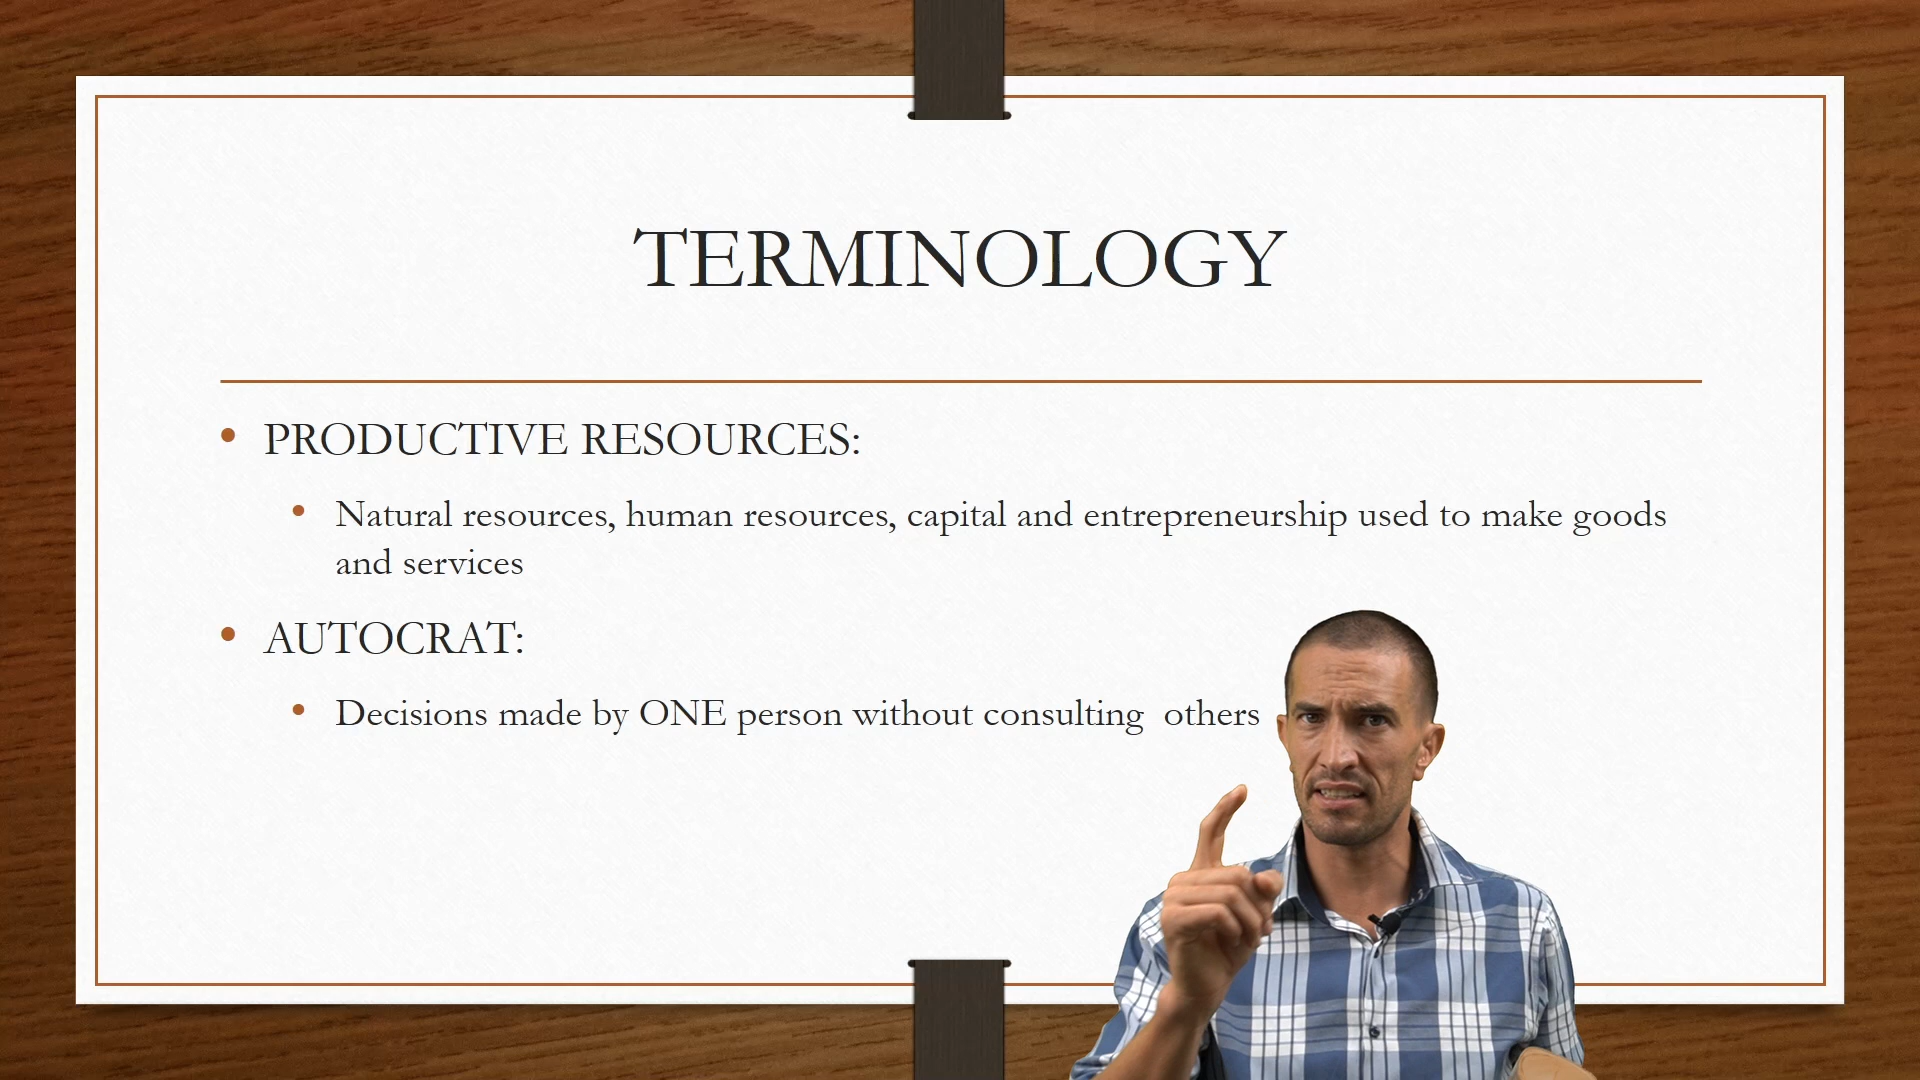 TERMINOLOGY
• PRODUCTIVE RESOURCES:
• Natural resources, human resources, capital and entrepreneurship used to make goods
and services
• AUTOCRAT:
• Decisions made by ONE person without consulting  others